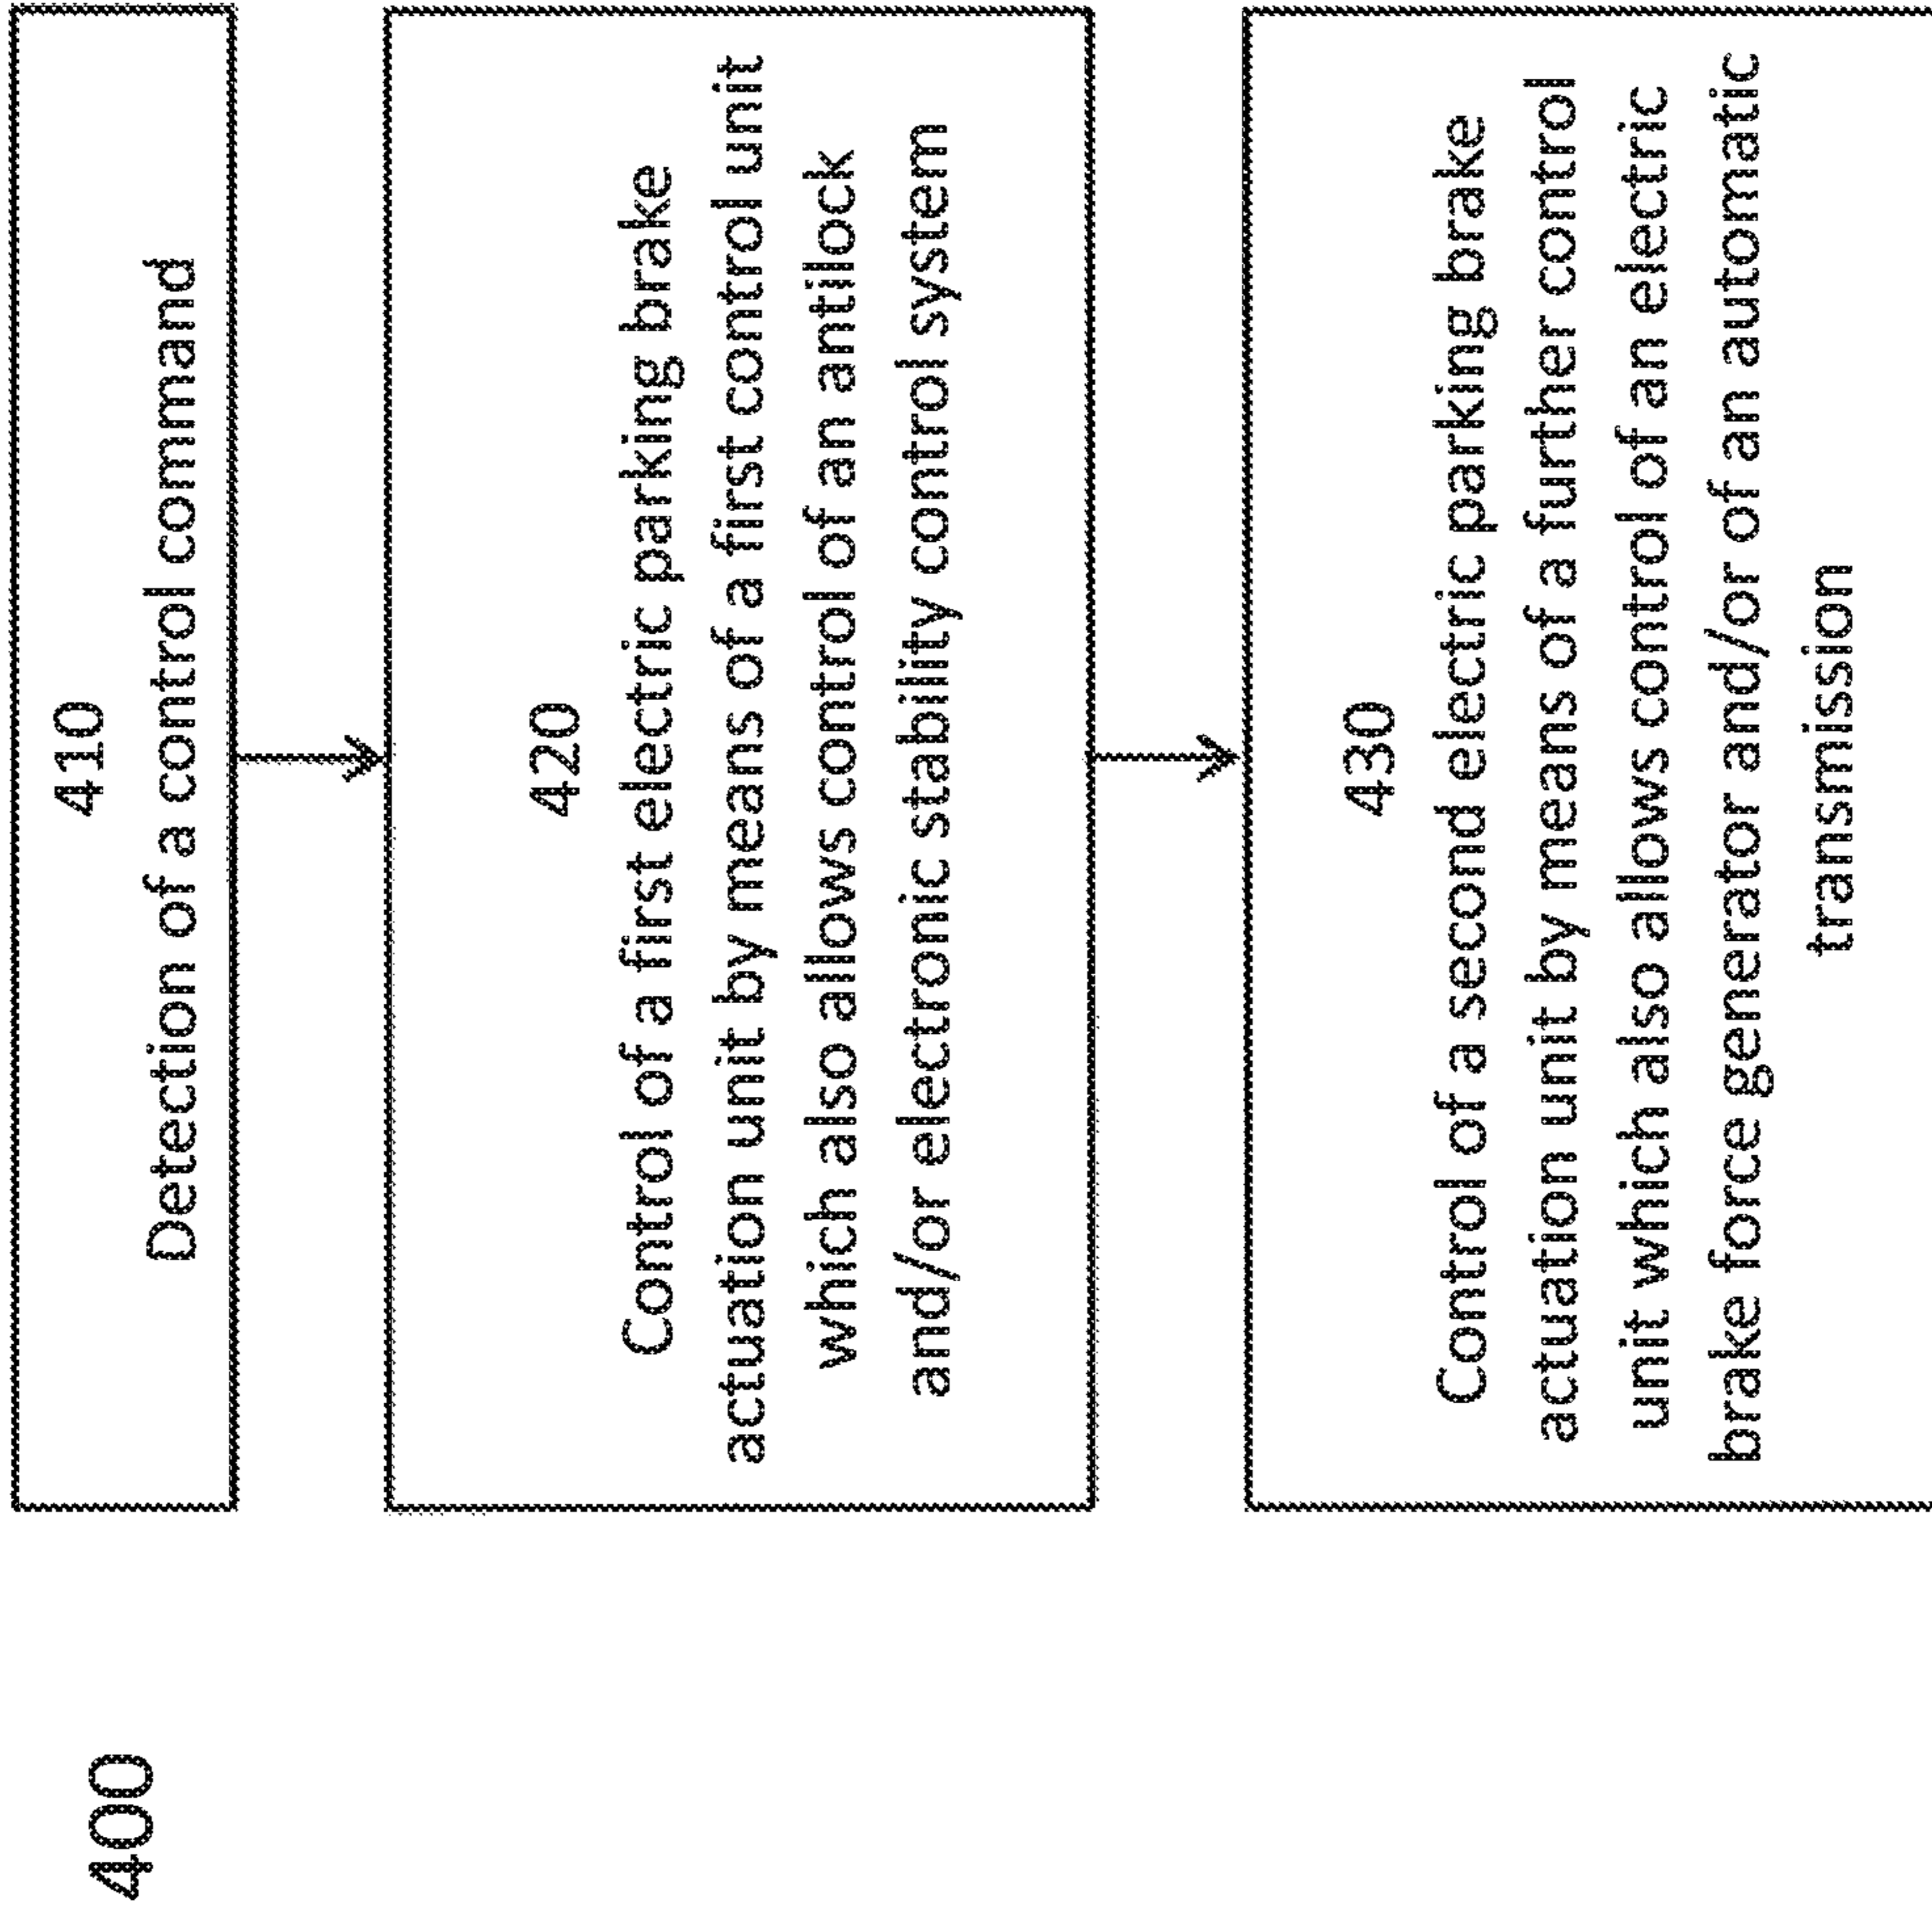 400
410
Detection of a control command
420
Control of a first electric parking brake
actuation unit by means of a first control unit
which also allows control of an antilock
and/or electronic stability control system
430
Control of a second electric parking brake
actuation unit by means of a further control
unit which also allows control of an electric
brake force generator and/or of an automatic
transmission